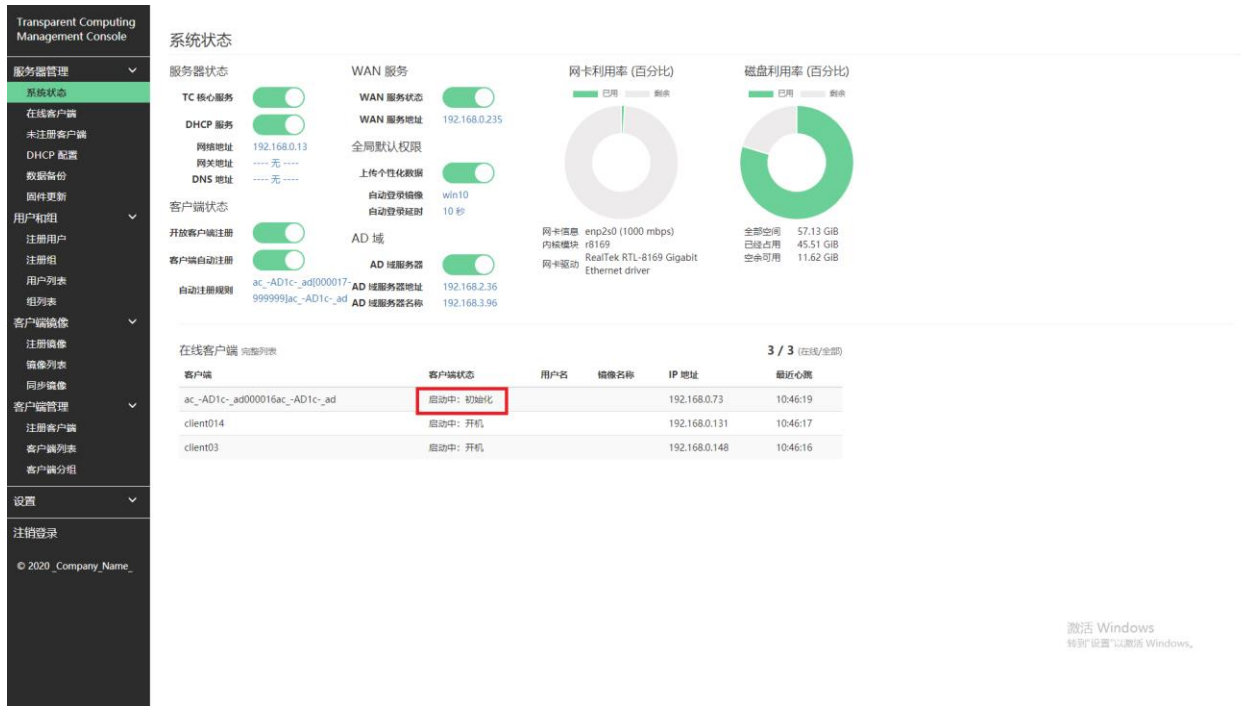 Transparent Computing
Management Console
服务器管理
系统状态
在线客户端
未注册客户端
DHCP 配置
数据备份
固件更新
用户和组
注册用户
注册组
用户列表
组列表
客户端镜像
注册镜像
镜像列表
同步镜像
客户端管理
注册客户端
客户端列表
客户端分组
设置
注销登录
© 2020 _Company_Name_
系统状态
服务器状态
TC 核心服务
DHCP 服务
网络地址 192.168.0.13
网关地址 ---- 无 ----
DNS 地址 ---- 无 ----
客户端状态
开放客户端注册
客户端自动注册
自动注册规则 ac_-AD1c-_ad[000017-
999999]ac_-AD1c-_ad
WAN 服务
WAN 服务状态
WAN 服务地址 192.168.0.235
全局默认权限
上传个性化数据
自动登录镜像 win10
自动登录延时 10 秒
AD 域
AD 域服务器
AD 域服务器地址 192.168.2.36
AD 域服务器名称 192.168.3.96
网卡利用率 (百分比)
已用 剩余
网卡信息 enp2s0 (1000 mbps)
内核模块 r8169
网卡驱动 RealTek RTL-8169 Gigabit
Ethernet driver
磁盘利用率 (百分比)
已用 剩余
全部空间 57.13 GiB
已经占用 45.51 GiB
空余可用 11.62 GiB
在线客户端 完整列表 3 / 3 (在线/全部)
客户端 客户端状态 用户名 镜像名称 IP 地址 最近心跳
ac_-AD1c-_ad000016ac_-AD1c-_ad 启动中：初始化 192.168.0.73 10:46:19
client014 启动中：开机 192.168.0.131 10:46:17
client03 启动中：开机 192.168.0.148 10:46:16
激活 Windows
转到"设置"以激活 Windows。